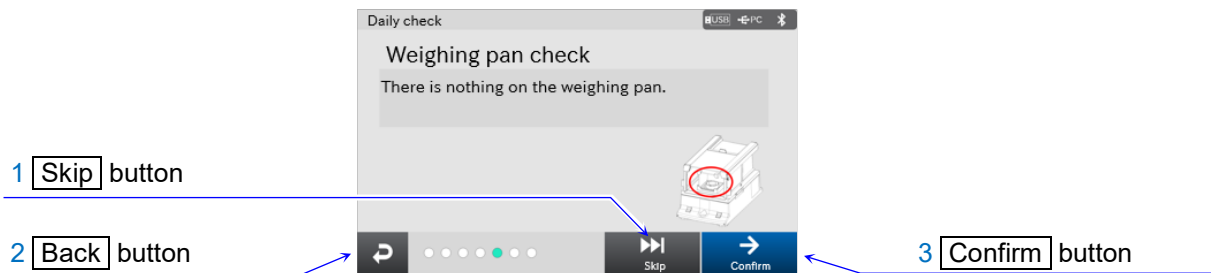 Daily check
USB PC
Weighing pan check
There is nothing on the weighing pan.
1 Skip button
2 Back button
Skip
Confirm
3 Confirm button